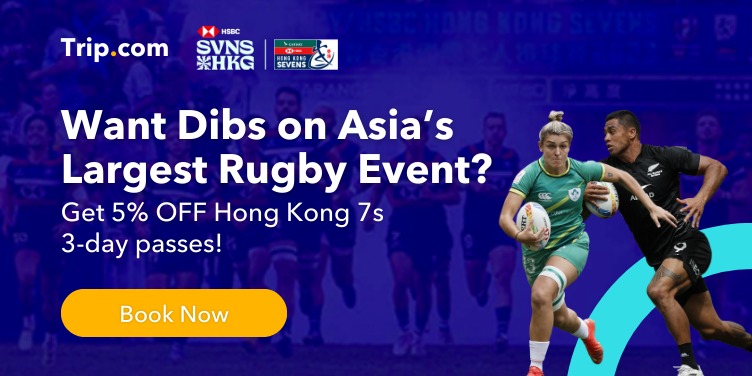 Trip.com
HSBC
SVNS
HKG
HONG KONG
SEVENS
Want Dibs on Asia's
Largest Rugby Event?
Get 5% OFF Hong Kong 7s
3-day passes!
Book Now